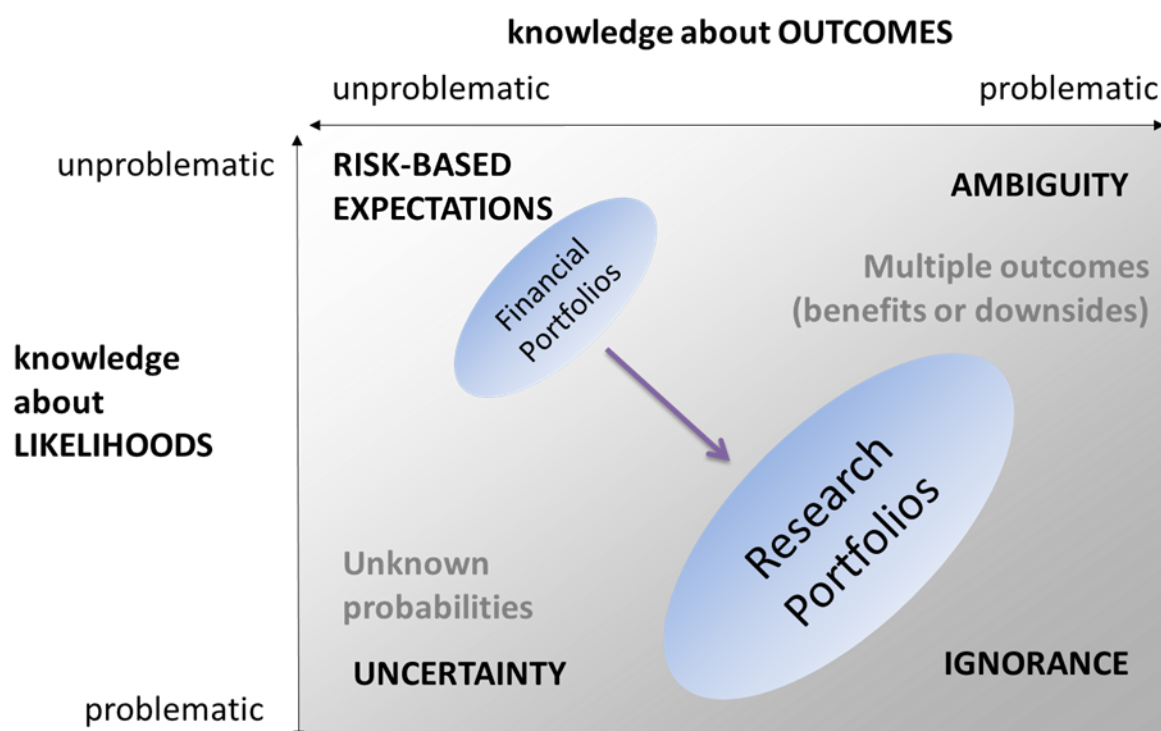 knowledge about OUTCOMES
unproblematic
problematic
unproblematic
RISK-BASED
EXPECTATIONS
AMBIGUITY
Financial
Portfolios
Multiple outcomes
(benefits or downsides)
knowledge
about
LIKELIHOODS
Research
Portfolios
Unknown
probabilities
UNCERTAINTY
IGNORANCE
problematic